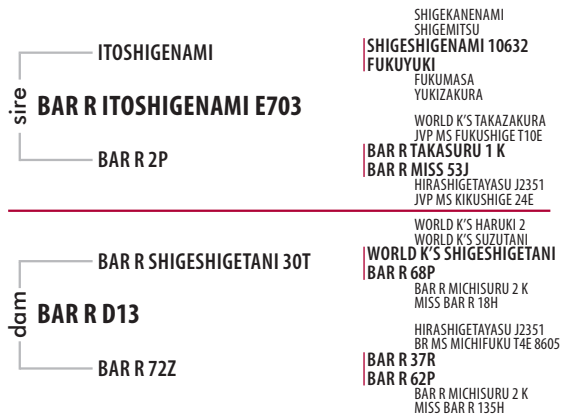 SHIGEKANENAMI
SHIGEMITSU
ITOSHIGENAMI
SHIGESHIGENAMI 10632
FUKUYUKI
FUKUMASA
YUKIZAKURA
sire
BAR R ITOSHIGENAMI E703
WORLD K'S TAKAZAKURA
JVP MS FUKUSHIGE T10E
BAR R 2P
BAR R TAKASURU 1 K
BAR R MISS 53J
HIRASHIGETAYASU J2351
JVP MS KIKUSHIGE 24E
WORLD K'S HARUKI 2
WORLD K'S SUZUTANI
BAR R SHIGESHIGETANI 30T
WORLD K'S SHIGESHIGETANI
BAR R 68P
BAR R MICHISURU 2 K
MISS BAR R 18H
dam
BAR R D13
HIRASHIGETAYASU J2351
BR MS MICHIFUKU T4E 8605
BAR R 72Z
BAR R 37R
BAR R 62P
BAR R MICHISURU 2 K
MISS BAR R 135H